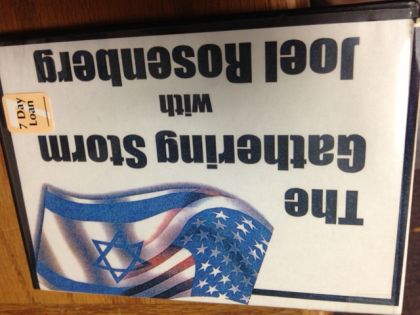 The
Gathering Storm
with
Joel Rosenberg
7 Day
Loan